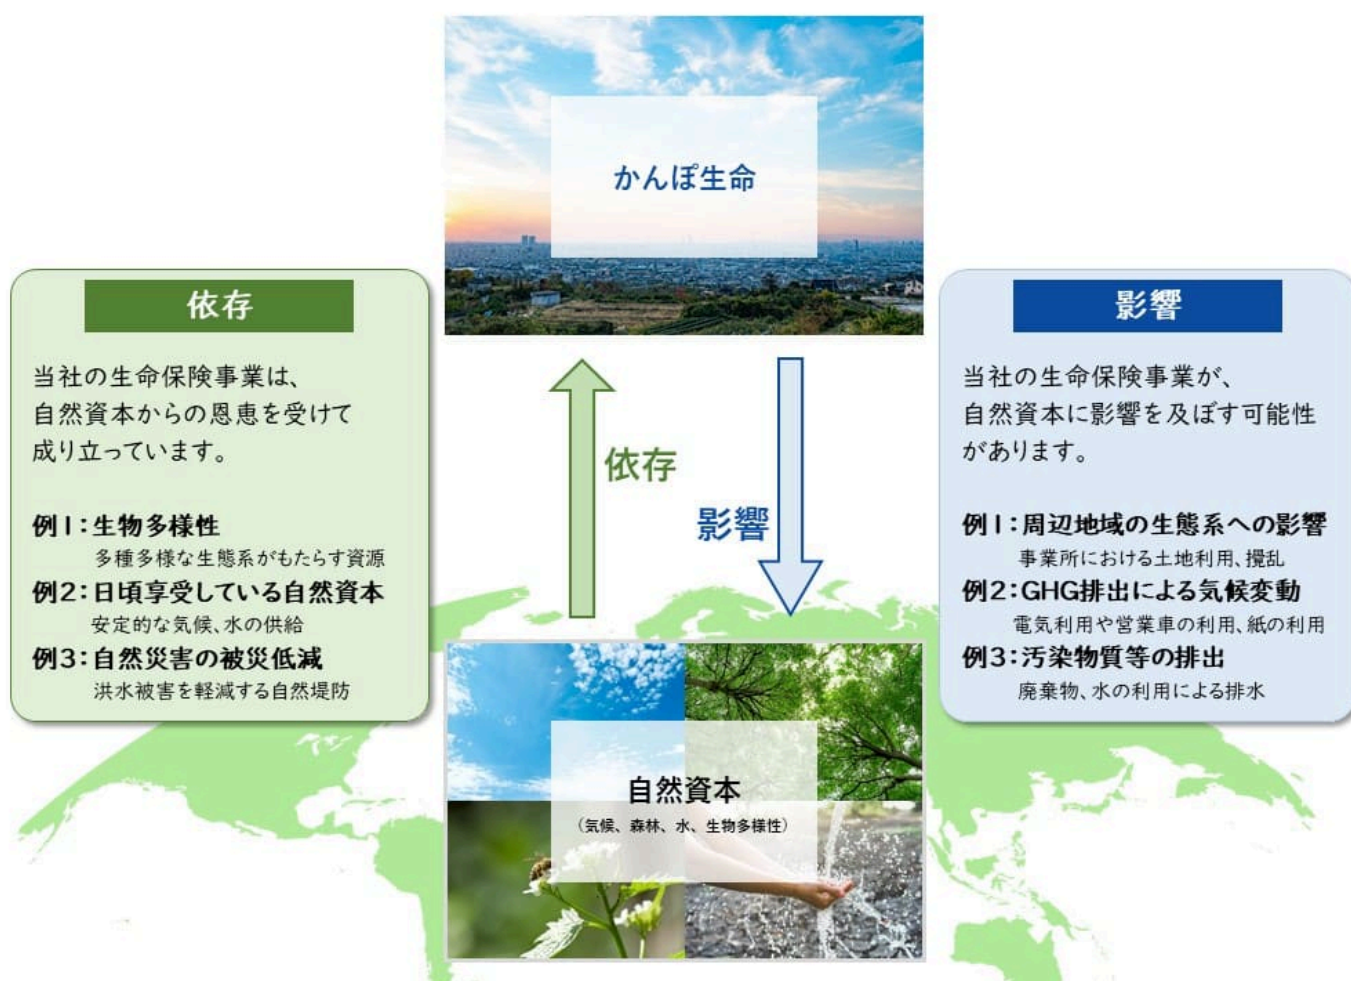 かんぽ生命
依存
当社の生命保険事業は、
自然資本からの恩恵を受けて
成り立っています。
例1:生物多様性
多種多様な生態系がもたらす資源
例2:日頃享受している自然資本
安定的な気候、水の供給
例3:自然災害の被災低減
洪水被害を軽減する自然堤防
依存
影響
影響
当社の生命保険事業が、
自然資本に影響を及ぼす可能性
があります。
例1:周辺地域の生態系への影響
事業所における土地利用、攪乱
例2:GHG排出による気候変動
電気利用や営業車の利用、紙の利用
例3:汚染物質等の排出
廃棄物、水の利用による排水
自然資本
(気候、森林、水、生物多様性)